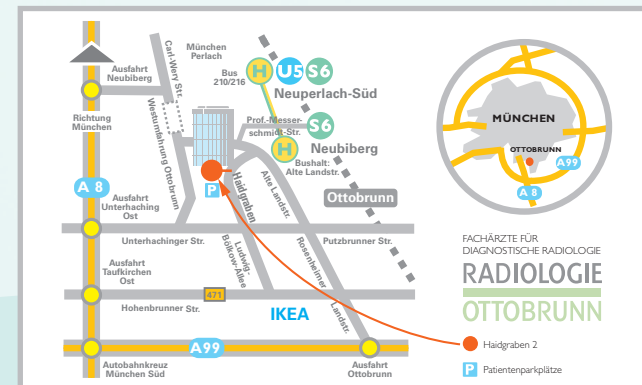 Ausfahrt
Neubiberg
Carl-Wery Str.
München
Perlach
Bus
210/216
H
U5
S6
Neuperlach-Süd
Richtung
München
Westumfahrung Ottobrunn
Prof.-Messer-
schmidt-Str.
S6
H
Neubiberg
Bushalt:
Alte Landstr.
A 8
P
Haidgraben
Alte Landstr.
Ottobrunn
Ausfahrt
Unterhaching
Ost
Unterhachinger Str.
Ludwig-
Bölkow-Allee
Rosenheimer
Landstr.
Putzbrunner Str.
Ausfahrt
Taufkirchen
Ost
471
Hohenbrunner Str.
IKEA
A99
Autobahnkreuz
München Süd
Ausfahrt
Ottobrunn
MÜNCHEN
OTTOBRUNN
A99
A 8
FACHÄRZTE FÜR
DIAGNOSTISCHE RADIOLOGIE
RADIOLOGIE
OTTOBRUNN
Haidgraben 2
P Patientenparkplätze